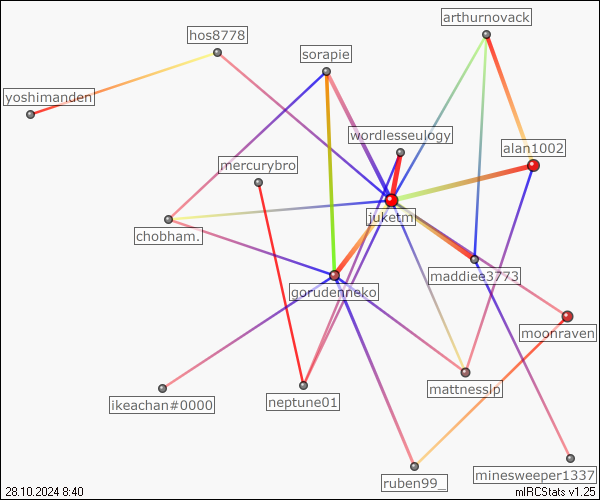 arthurnovack
hos8778
sorapie
yoshimanden
wordlesseulogy
alan1002
mercurybro
juketm
chobham.
maddiee3773
gorudenneko
moonraven
mattnesslp
ikeachan#0000
neptune01
ruben99_
minesweeper1337
28.10.2024 8:40
mIRCStats v1.25